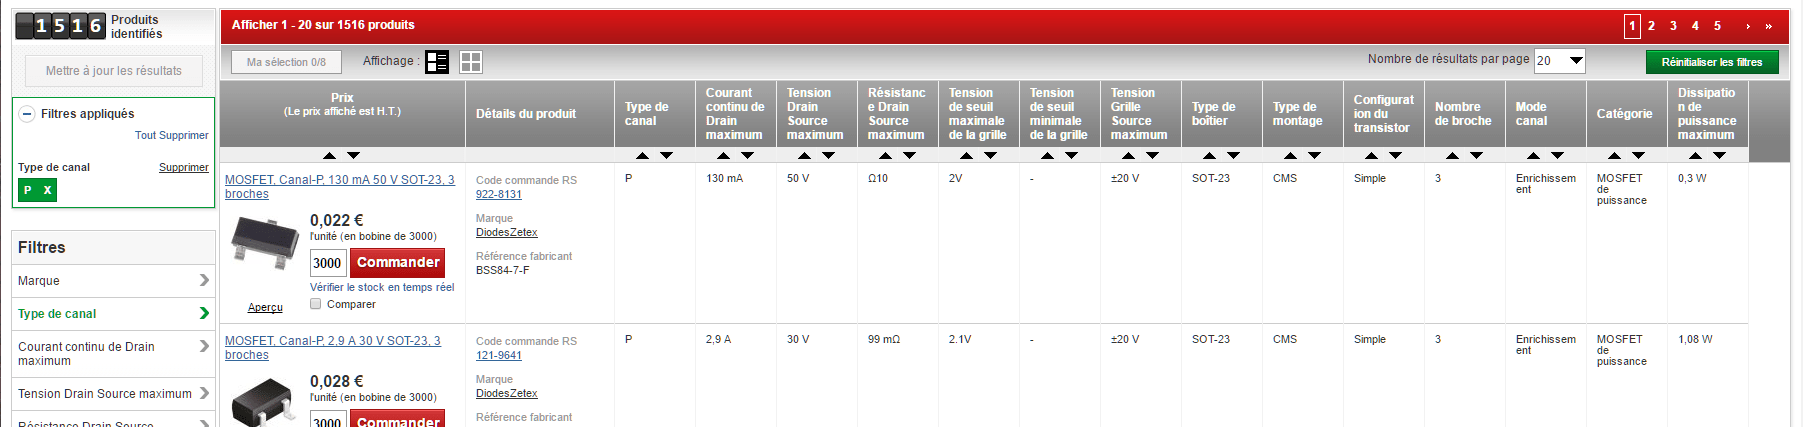 1516 Produits
identifiés
Mettre à jour les résultats
Filtres appliqués
Tout Supprimer
Type de canal Supprimer
P X
Filtres
Marque
Type de canal
Courant continu de Drain
maximum
Tension Drain Source maximum
Résistance Drain Source
Afficher 1 - 20 sur 1516 produits
1 2 3 4 5 › »
Ma sélection 0/8 Affichage : Nombre de résultats par page 20 Réinitialiser les filtres
Prix
(Le prix affiché est H.T.)
Détails du produit
Type de
canal
Courant
continu de
Drain
maximum
Tension
Drain
Source
maximum
Résistanc
e Drain
Source
maximum
Tension
de seuil
maximale
de la grille
Tension
de seuil
minimale
de la grille
Tension
Grille
Source
maximum
Type de
boîtier
Type de
montage
Configurat
ion du
transistor
Nombre
de broche
Mode
canal
Catégorie
Dissipatio
n de
puissance
maximum
MOSFET, Canal-P, 130 mA 50 V SOT-23, 3
broches
0,022 €
l'unité (en bobine de 3000)
3000 Commander
Vérifier le stock en temps réel
Comparer
Aperçu
Code commande RS
922-8131
Marque
DiodesZetex
Référence fabricant
BSS84-7-F
P
130 mA
50 V
Ω10
2V
-
±20 V
SOT-23
CMS
Simple
3
Enrichissem
ent
MOSFET
de
puissance
0,3 W
MOSFET, Canal-P, 2,9 A 30 V SOT-23, 3
broches
0,028 €
l'unité (en bobine de 3000)
3000 Commander
Code commande RS
121-9641
Marque
DiodesZetex
Référence fabricant
P
2,9 A
30 V
99 mΩ
2.1V
-
±20 V
SOT-23
CMS
Simple
3
Enrichissem
ent
MOSFET
de
puissance
1,08 W